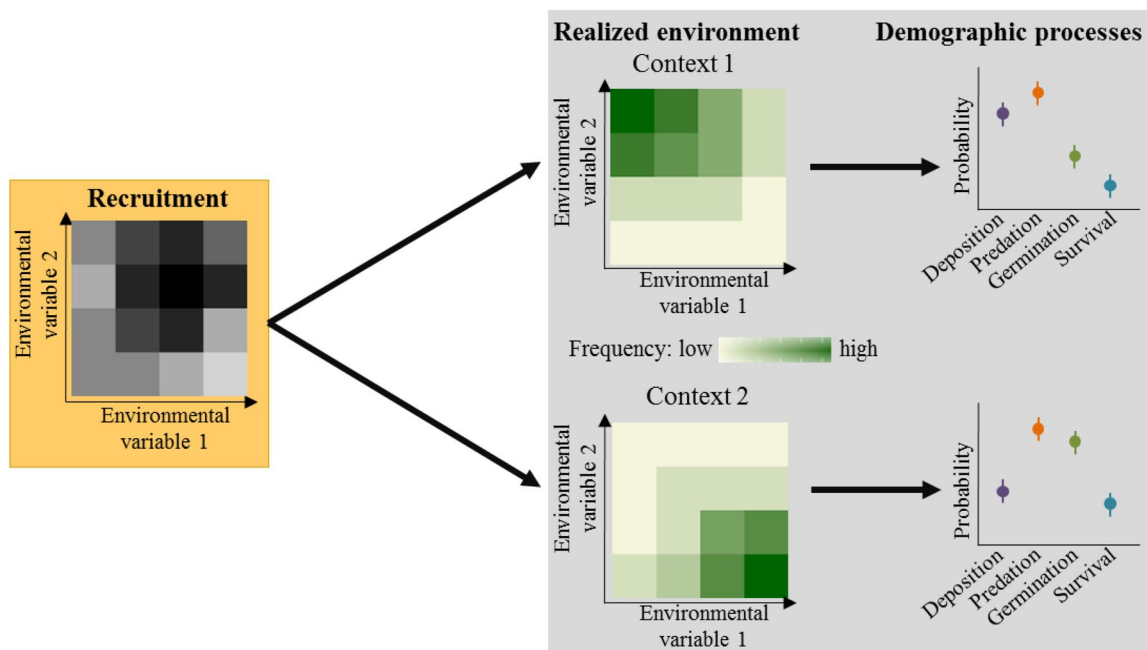 Recruitment
Environmental
variable 2
Environmental
variable 1
Realized environment
Context 1
Environmental
variable 2
Environmental
variable 1
Frequency: low
high
Context 2
Environmental
variable 2
Environmental
variable 1
Demographic processes
Probability
Deposition
Predation
Germination
Survival
Probability
Deposition
Predation
Germination
Survival